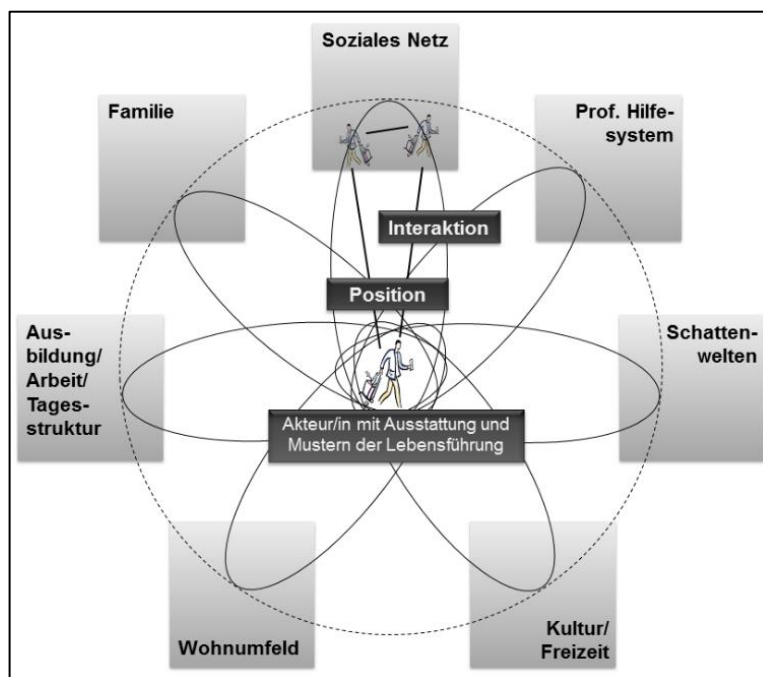 Soziales Netz
Familie
Prof. Hilfe-
system
Interaktion
Position
Aus-
bildung/
Arbeit/
Tages-
struktur
Schatten-
welten
Akteur/in mit Ausstattung und
Mustern der Lebensführung
Wohnumfeld
Kultur/
Freizeit